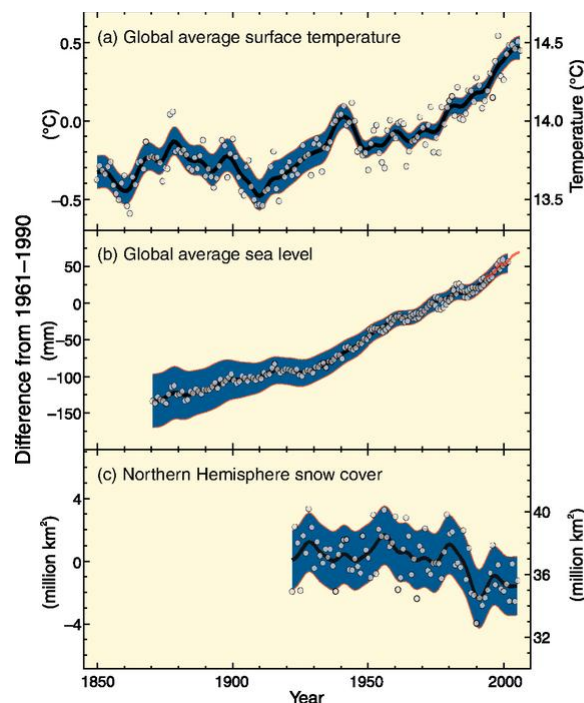 (a) Global average surface temperature
0.5
0.0
−0.5
(°C)
14.5
14.0
13.5
Temperature (°C)
(b) Global average sea level
50
0
−50
−100
−150
(mm)
Difference from 1961–1990
(c) Northern Hemisphere snow cover
4
0
−4
(million km²)
40
36
32
(million km²)
1850
1900
1950
2000
Year